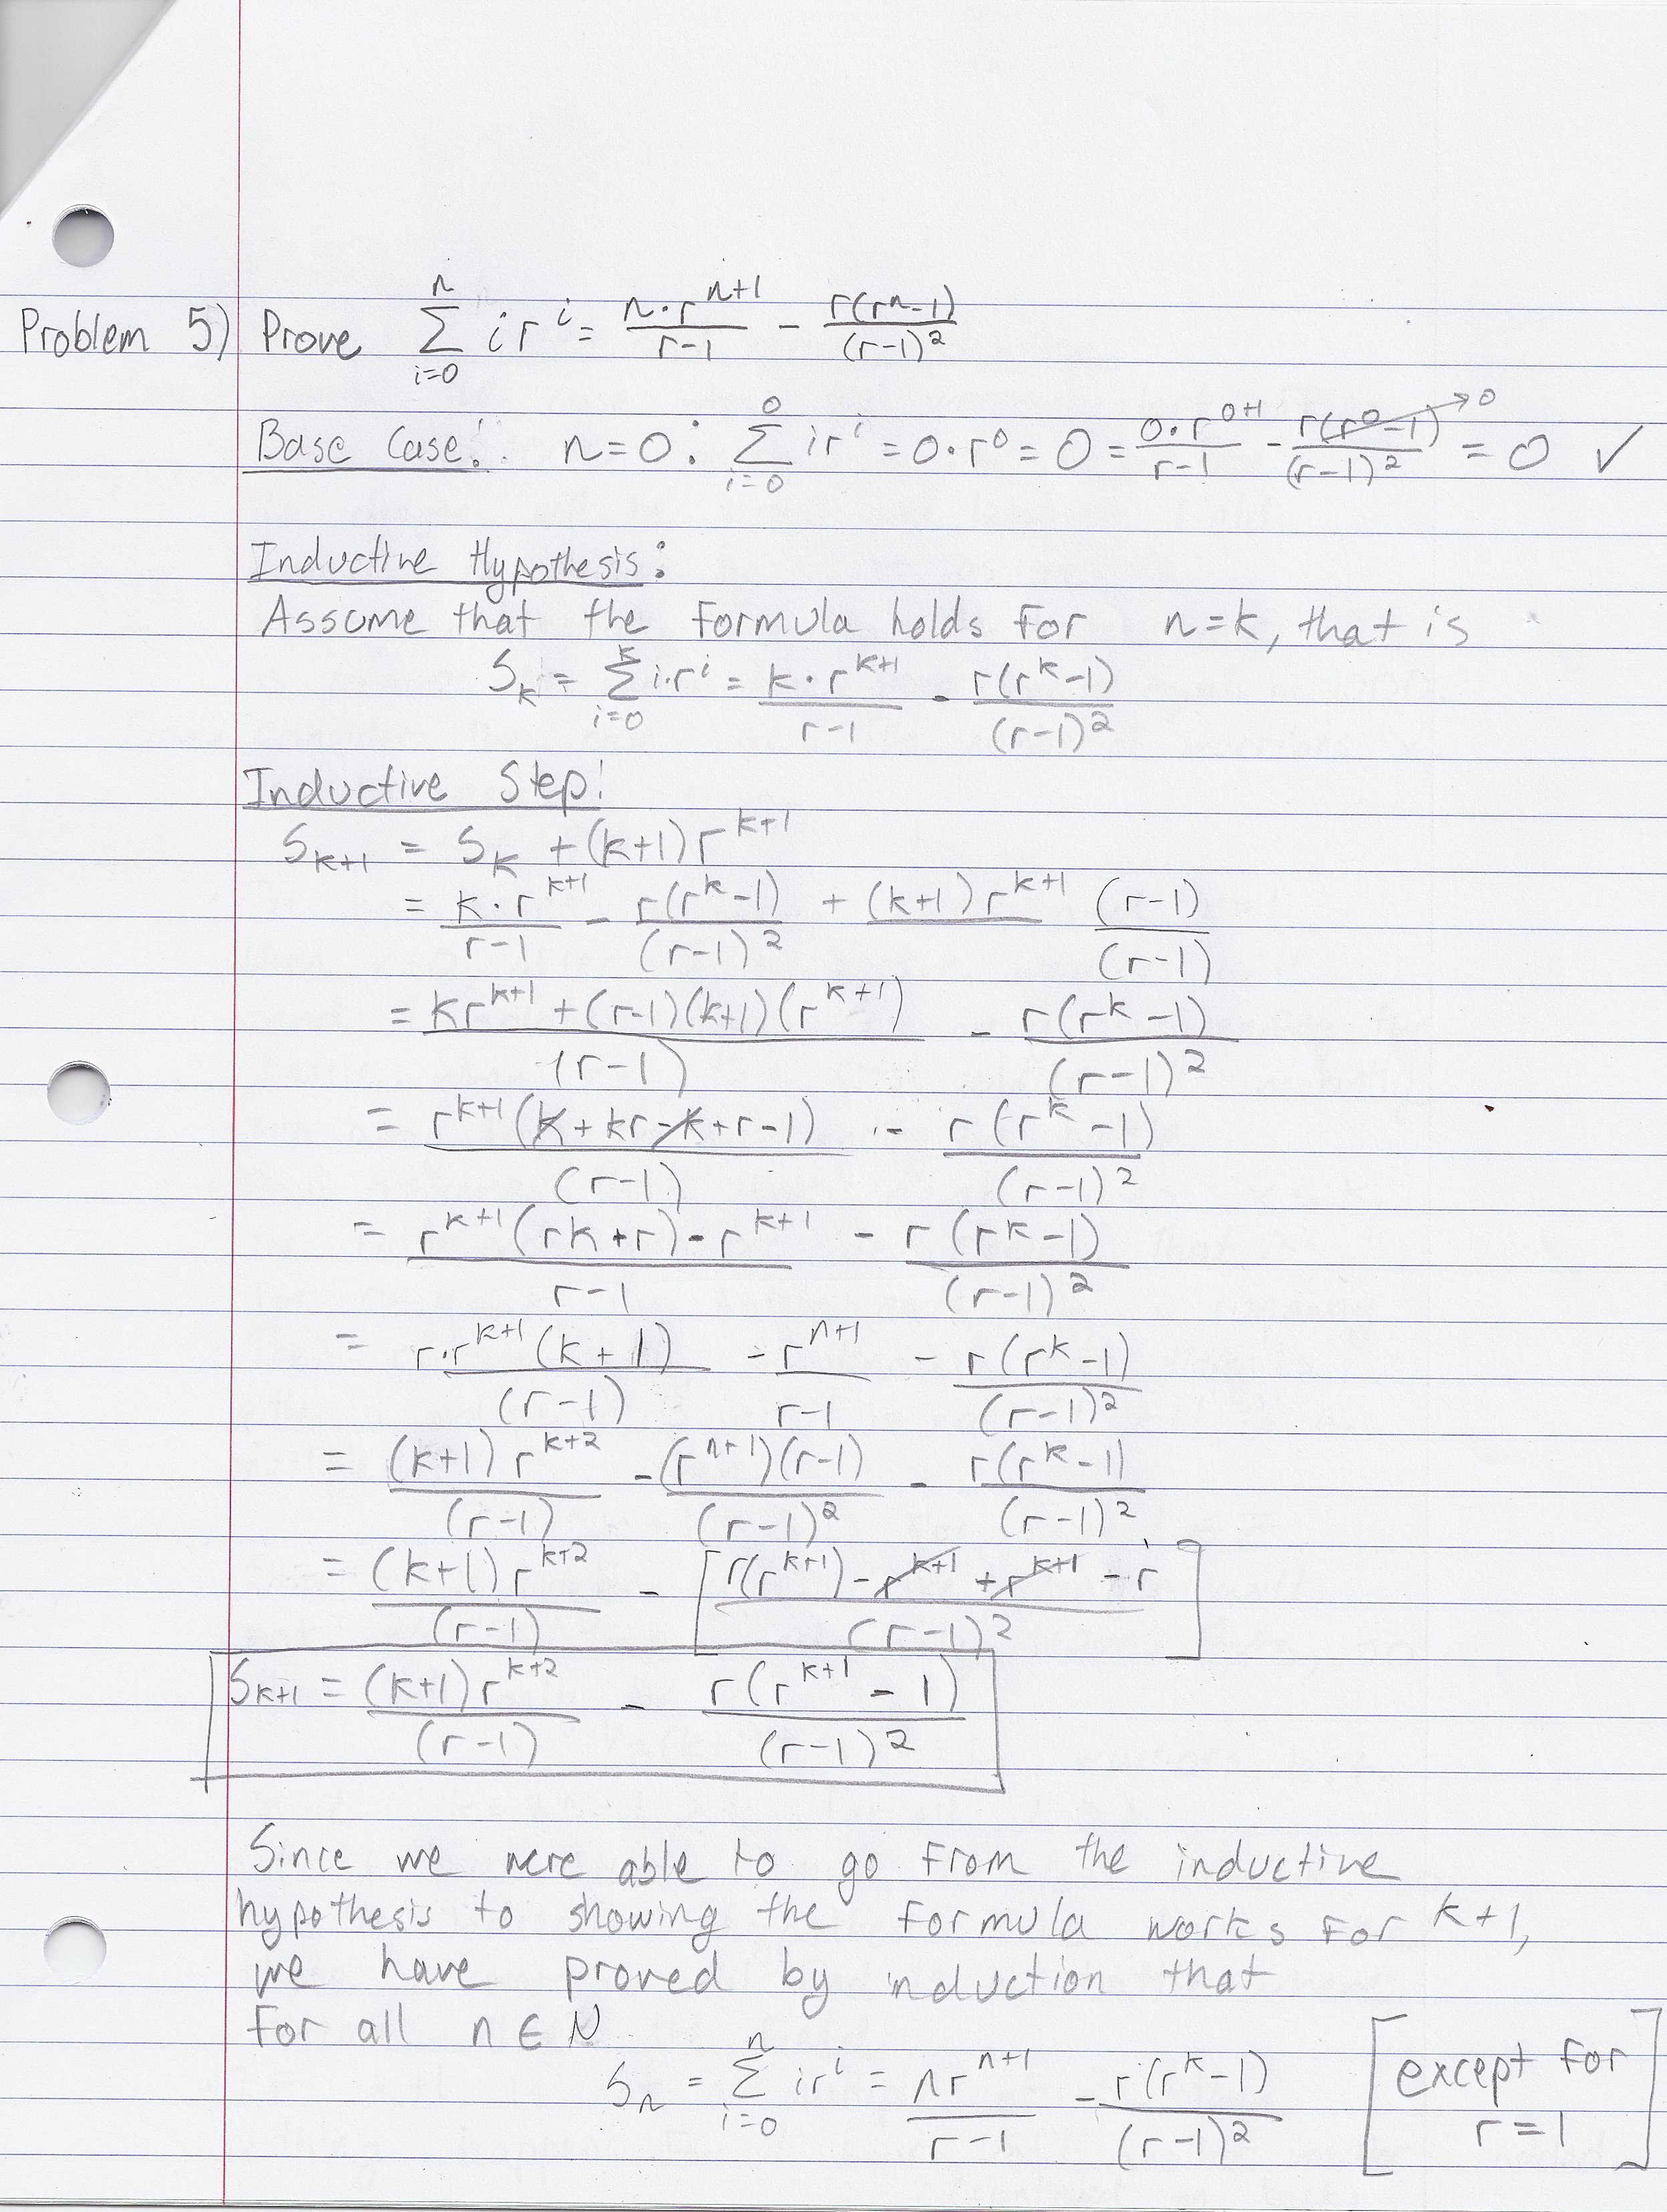 Problem 5) Prove \sum_{i=0}^{n} i r^i = \frac{n \cdot r^{n+1}}{r-1} - \frac{r(r^n-1)}{(r-1)^2}
Base Case: n=0: \sum_{i=0}^{0} ir^i = 0 \cdot r^0 = 0 = \frac{0 \cdot r^{0+1}}{r-1} - \frac{r(r^0-1)}{(r-1)^2} → 0 = 0 ✓
Inductive Hypothesis:
Assume that the formula holds for n=k, that is
S_k = \sum_{i=0}^{k} i \cdot r^i = \frac{k \cdot r^{k+1}}{r-1} - \frac{r(r^k-1)}{(r-1)^2}
Inductive Step:
S_{k+1} = S_k + (k+1) r^{k+1}
= \frac{k \cdot r^{k+1}}{r-1} - \frac{r(r^k-1)}{(r-1)^2} + (k+1) r^{k+1} \frac{(r-1)}{(r-1)}
= \frac{kr^{k+1} + (r-1)(k+1)(r^{k+1})}{(r-1)} - \frac{r(r^k-1)}{(r-1)^2}
= \frac{r^{k+1}(k + kr - k + r - 1)}{(r-1)} - \frac{r(r^k-1)}{(r-1)^2}
= \frac{r^{k+1}(rk+r) - r^{k+1}}{r-1} - \frac{r(r^k-1)}{(r-1)^2}
= \frac{r \cdot r^{k+1}(k+1)}{(r-1)} - \frac{r^{n+1}}{r-1} - \frac{r(r^k-1)}{(r-1)^2}
= \frac{(k+1) r^{k+2}}{(r-1)} - \frac{(r^{n+1})(r-1)}{(r-1)^2} - \frac{r(r^k-1)}{(r-1)^2}
= \frac{(k+1) r^{k+2}}{(r-1)} - [\frac{r(r^{k+1}) - r^{k+1} + r^{k+1} - r}{(r-1)^2}]
S_{k+1} = \frac{(k+1) r^{k+2}}{(r-1)} - \frac{r(r^{k+1} - 1)}{(r-1)^2}
Since we were able to go from the inductive
hypothesis to showing the formula works for k+1,
we have proved by induction that
for all n ∈ N
S_n = \sum_{i=0}^{n} ir^i = \frac{nr^{n+1}}{r-1} - \frac{r(r^k-1)}{(r-1)^2} [except for r=1]